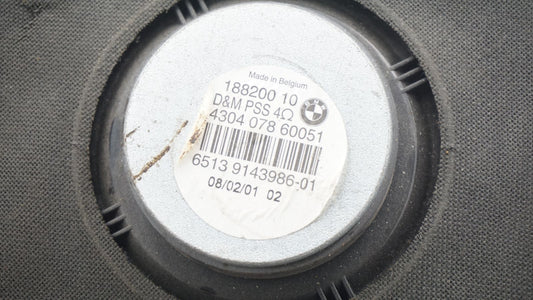 Made in Belgium
188200 10
D&M PSS 4Ω
4304 078 60051
6513 9143986-01
08/02/01 02